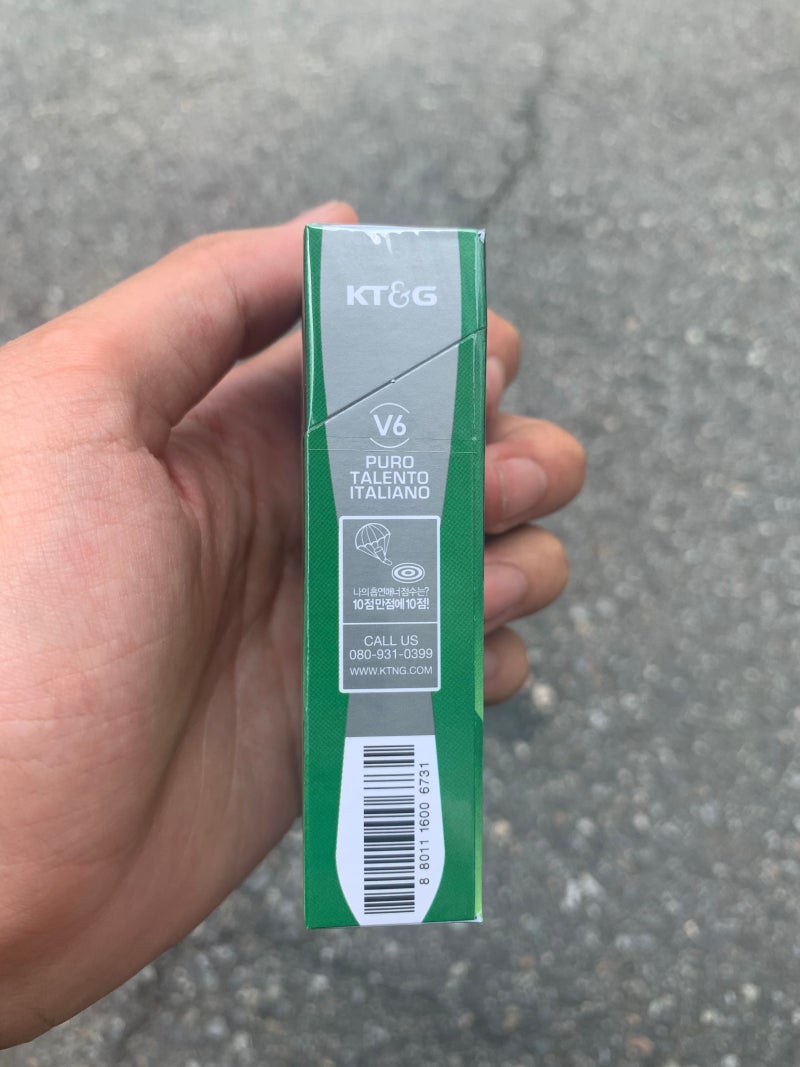 KT&G
V6
PURO
TALENTO
ITALIANO
나의 흡연매너 점수는?
10점 만점에 10점!
CALL US
080-931-0399
WWW.KTNG.COM
8 8011 1600 6731